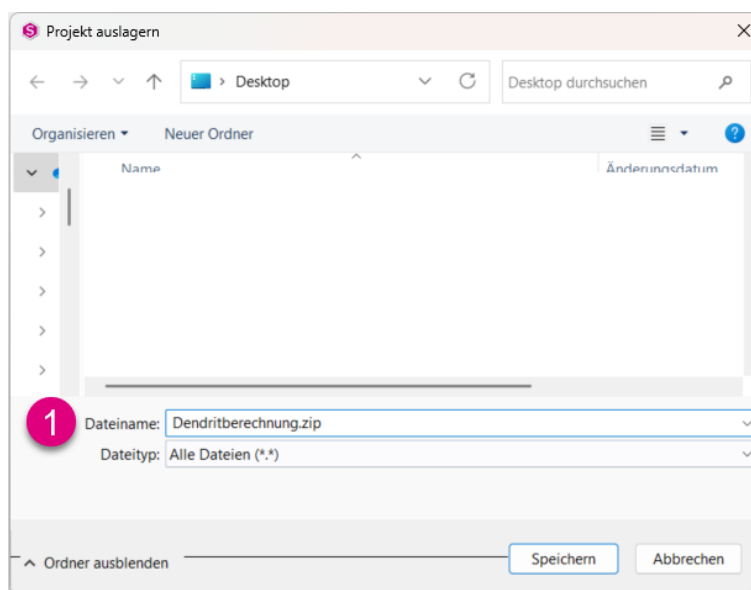 Projekt auslagern
Desktop
Desktop durchsuchen
Organisieren
Neuer Ordner
Name
Änderungsdatum
1
Dateiname: Dendritberechnung.zip
Dateityp: Alle Dateien (*.*)
Ordner ausblenden
Speichern
Abbrechen